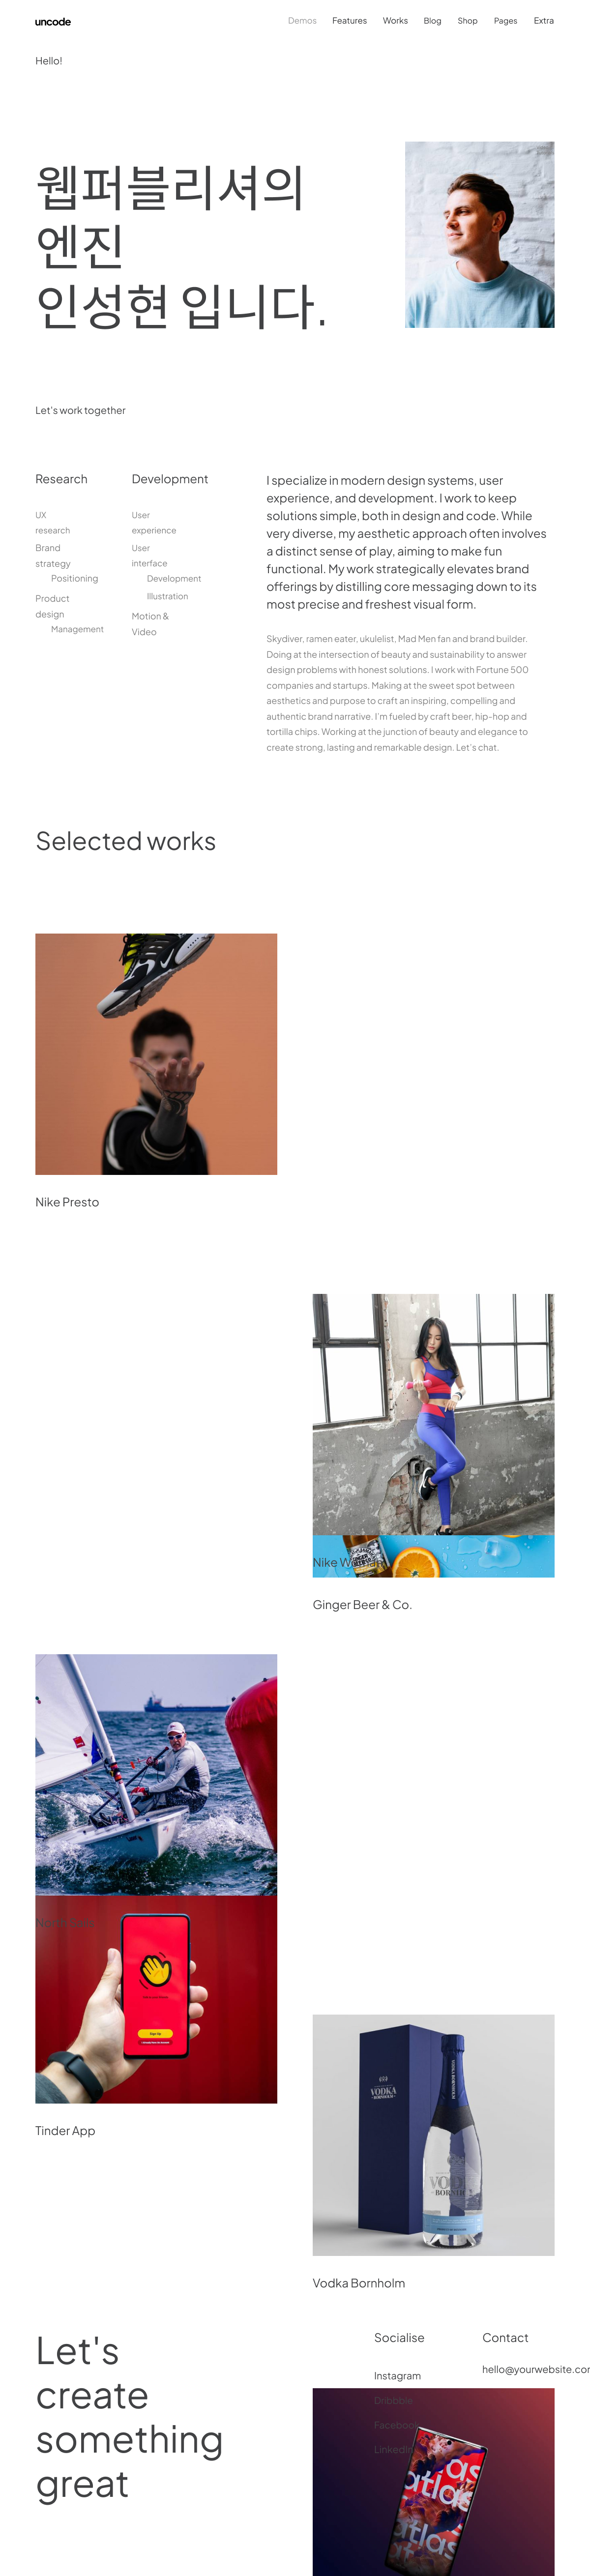 uncode
Demos Features Works Blog Shop Pages Extra
Hello!
웹퍼블리셔의
엔진
인성현 입니다.
Let's work together
Research
UX
research
Brand
strategy
Positioning
Product
design
Management
Development
User
experience
User
interface
Development
Illustration
Motion &
Video
I specialize in modern design systems, user
experience, and development. I work to keep
solutions simple, both in design and code. While
very diverse, my aesthetic approach often involves
a distinct sense of play, aiming to make fun
functional. My work strategically elevates brand
offerings by distilling core messaging down to its
most precise and freshest visual form.
Skydiver, ramen eater, ukulelist, Mad Men fan and brand builder.
Doing at the intersection of beauty and sustainability to answer
design problems with honest solutions. I work with Fortune 500
companies and startups. Making at the sweet spot between
aesthetics and purpose to craft an inspiring, compelling and
authentic brand narrative. I'm fueled by craft beer, hip-hop and
tortilla chips. Working at the junction of beauty and elegance to
create strong, lasting and remarkable design. Let's chat.
Selected works
Nike Presto
Nike
Ginger Beer & Co.
Sign Up
Tinder App
VODKA
BORNHOLM
Vodka Bornholm
Let's
create
something
great
Socialise
Instagram
Dribbble
Facebook
LinkedIn
Contact
hello@yourwebsite.cor
atlas
atlas
atlas